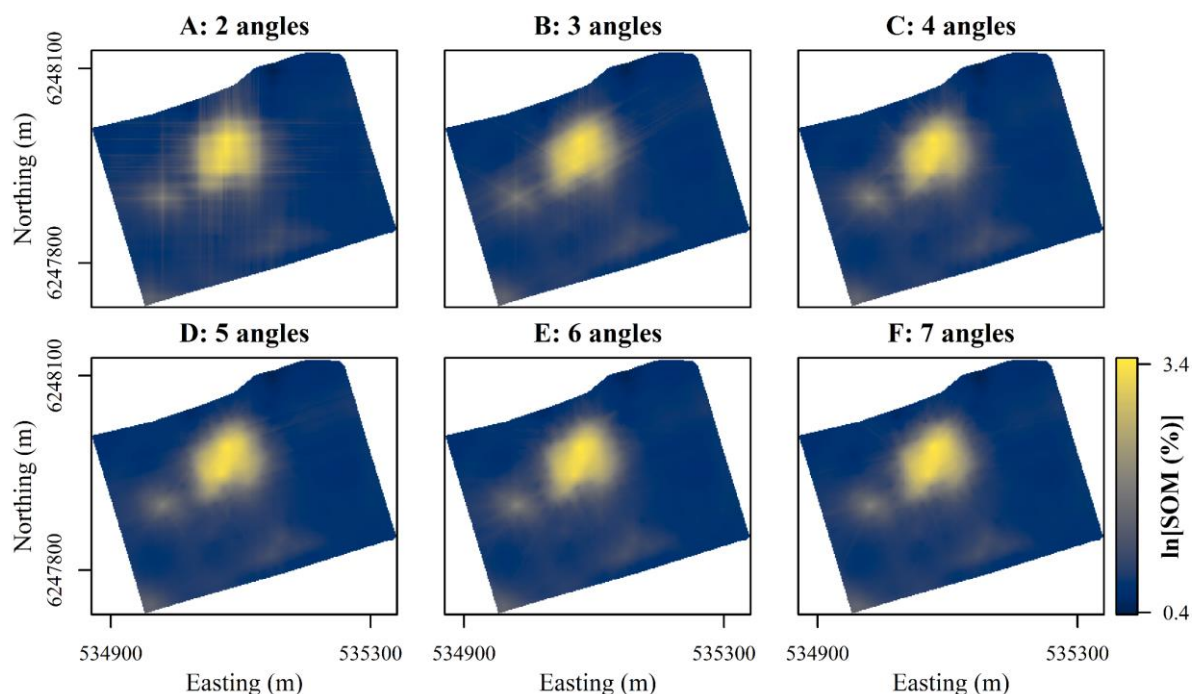 A: 2 angles
B: 3 angles
C: 4 angles
6248100
Northing (m)
6247800
D: 5 angles
E: 6 angles
F: 7 angles
6248100
Northing (m)
6247800
3.4
ln[SOM (%)]
0.4
534900
535300
534900
535300
534900
535300
Easting (m)
Easting (m)
Easting (m)